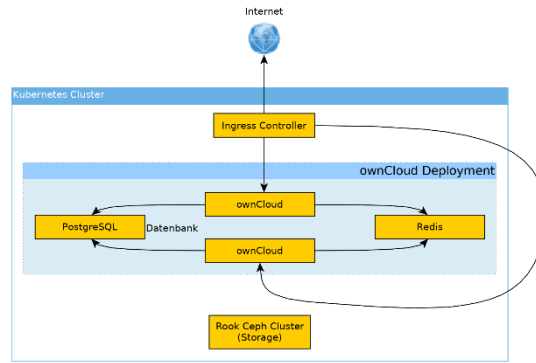 Internet
Kubernetes Cluster
Ingress Controller
ownCloud Deployment
ownCloud
PostgreSQL
Datenbank
Redis
ownCloud
Rook Ceph Cluster
(Storage)